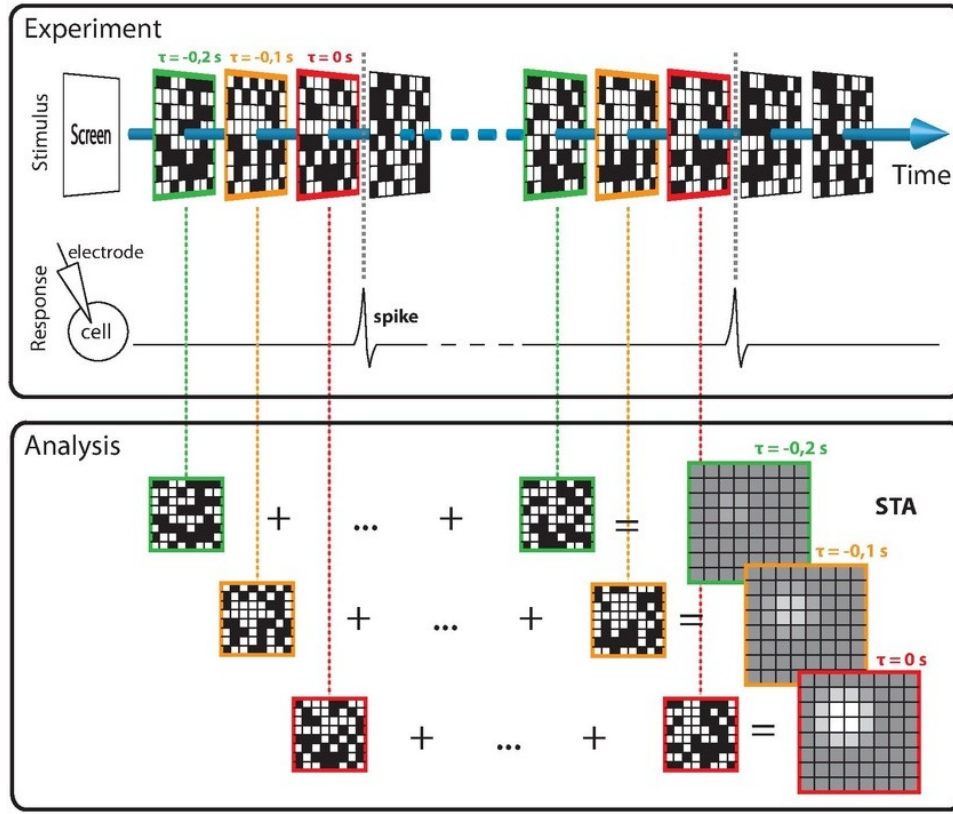 Experiment
τ = -0,2 s τ = -0,1 s τ = 0 s
Stimulus
Screen
Time
Response
electrode
cell
spike
Analysis
τ = -0,2 s
+ ... + =
STA
τ = -0,1 s
+ ... + =
τ = 0 s
+ ... + =